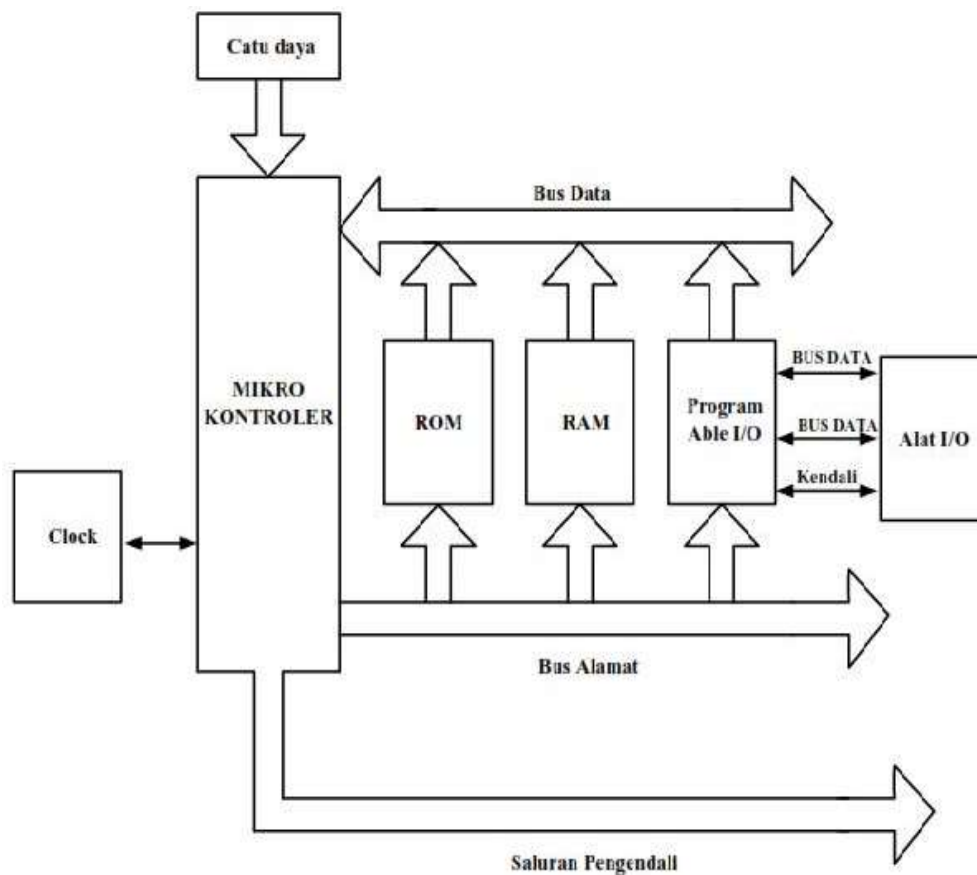 Catu daya
Bus Data
MIKRO
KONTROLER
ROM
RAM
Program
Able I/O
BUS DATA
BUS DATA
Kendali
Alat I/O
Clock
Bus Alamat
Saluran Pengendali